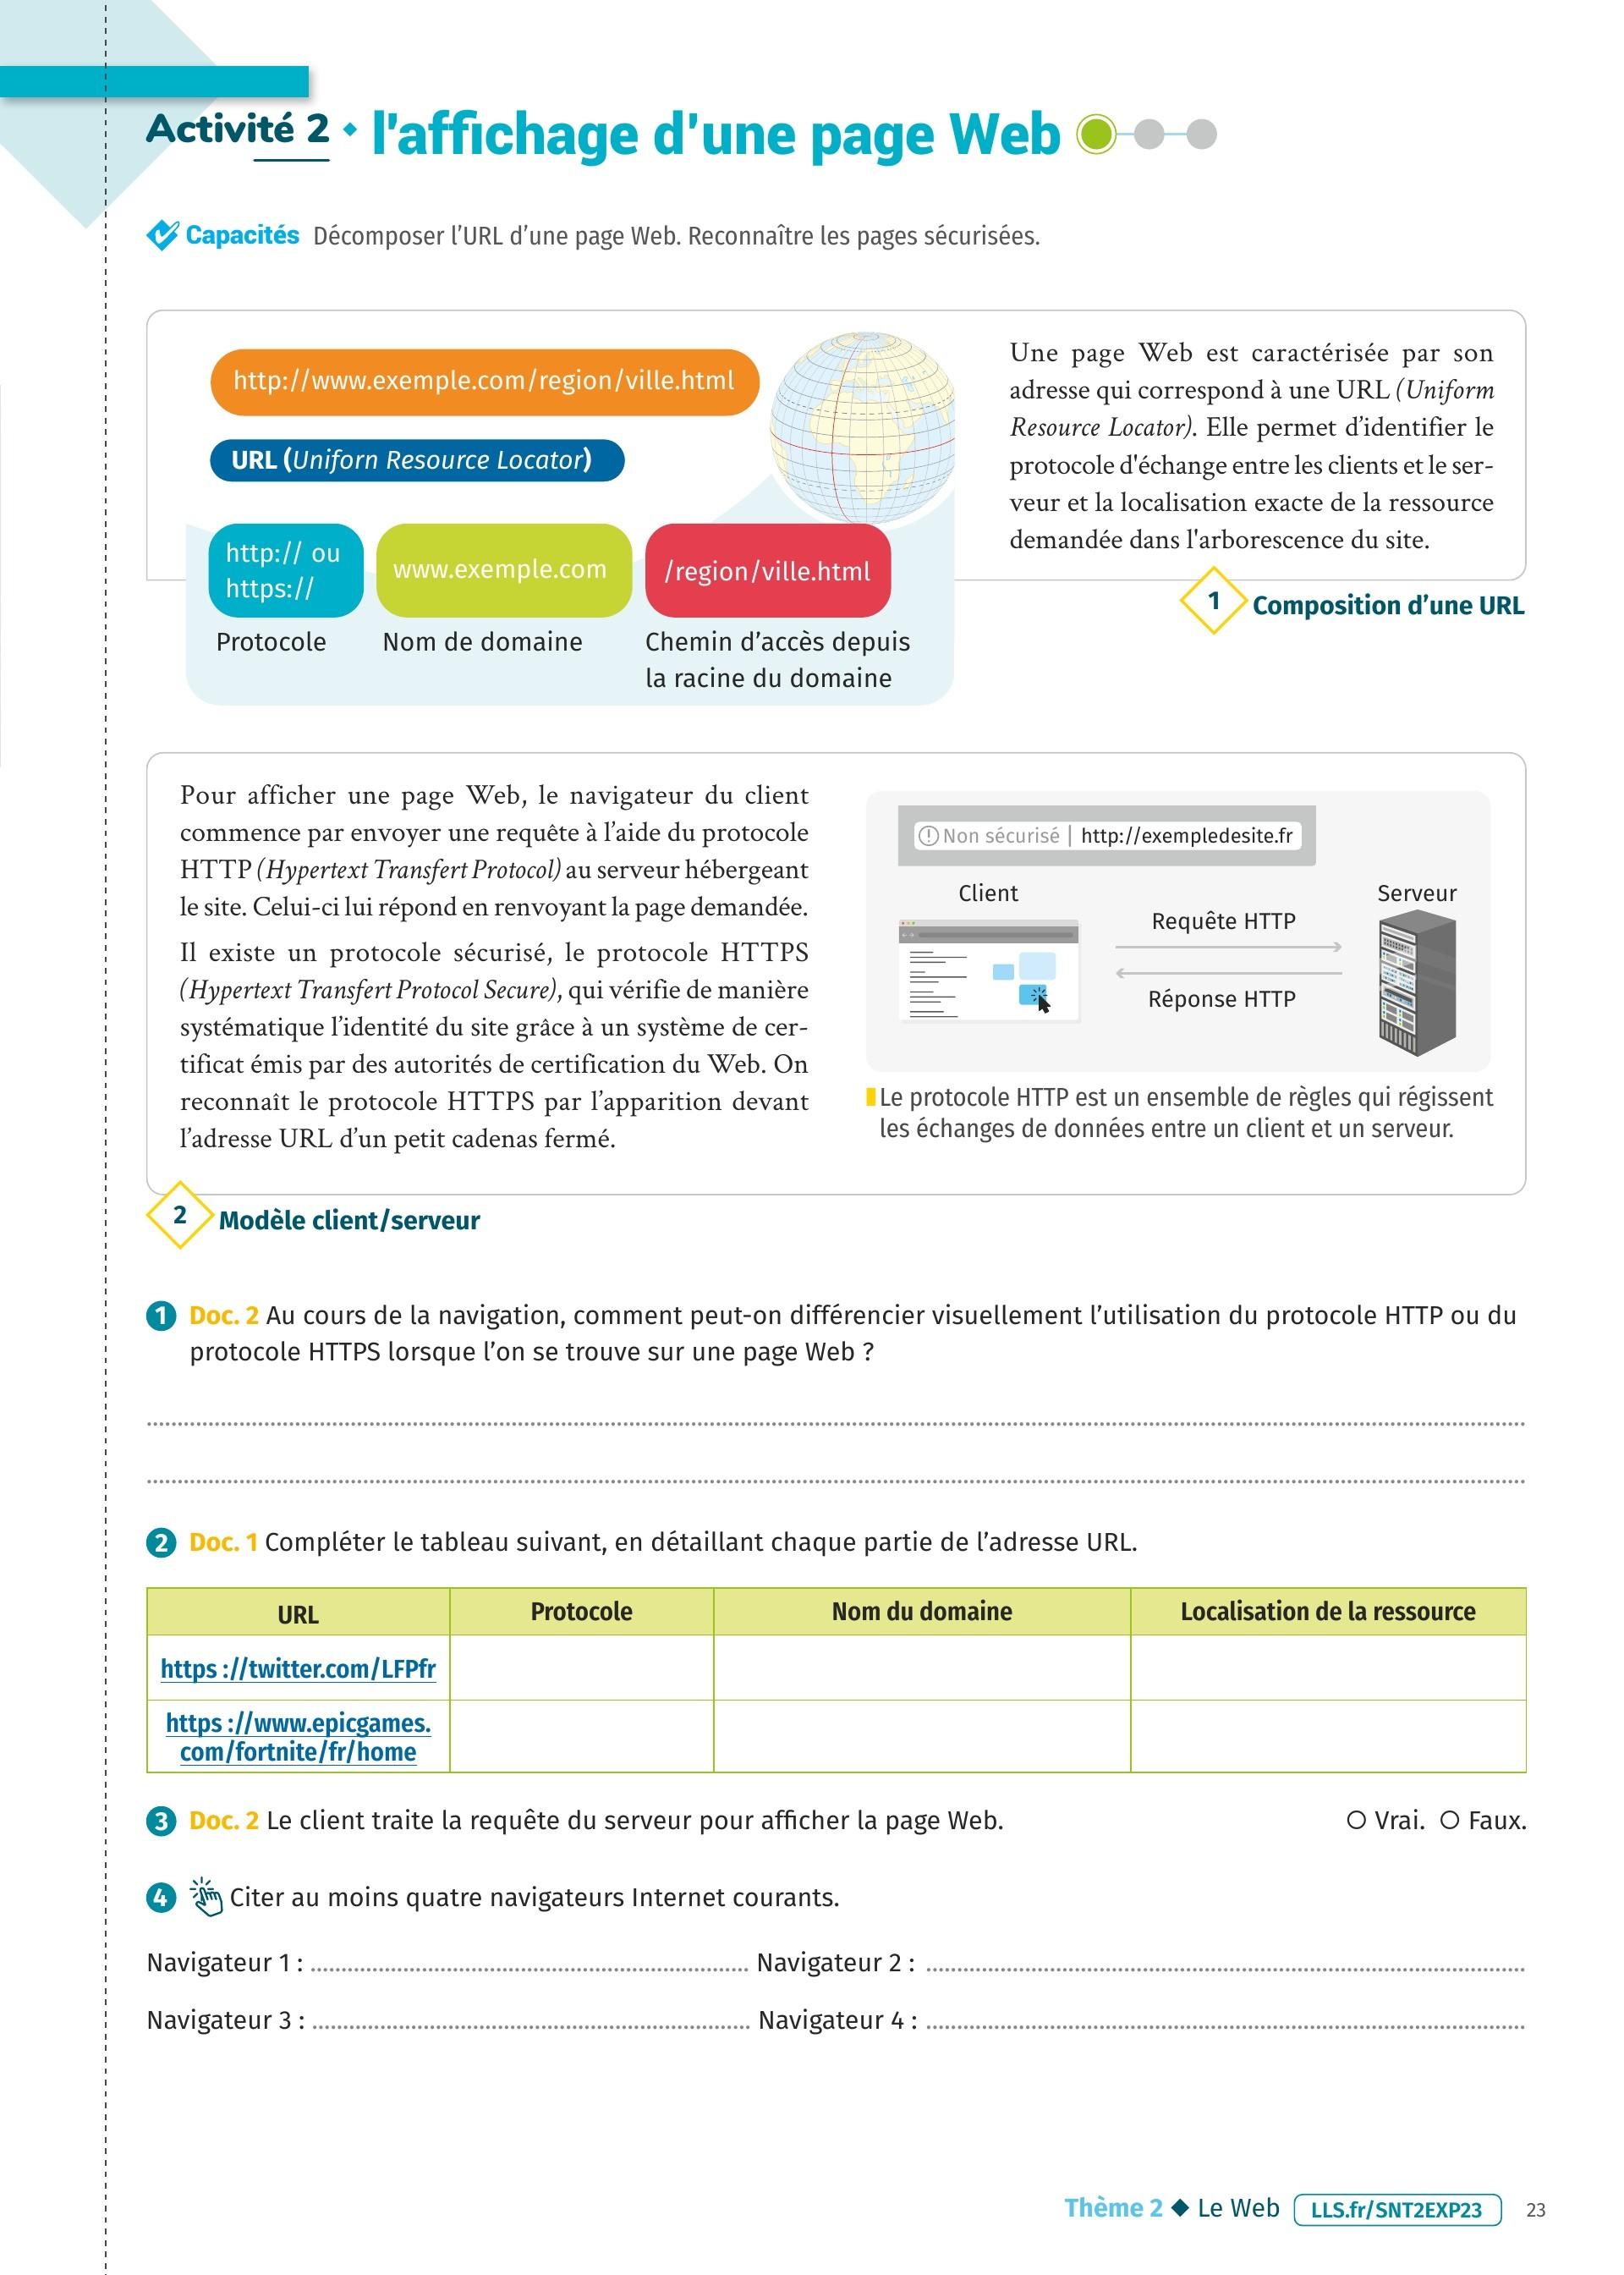 Activité 2 • l'affichage d'une page Web
Capacités Décomposer l’URL d’une page Web. Reconnaître les pages sécurisées.
http://www.exemple.com/region/ville.html
URL (Uniforn Resource Locator)
http:// ou
https://
www.exemple.com
/region/ville.html
Protocole
Nom de domaine
Chemin d’accès depuis
la racine du domaine
Une page Web est caractérisée par son
adresse qui correspond à une URL (Uniform
Resource Locator). Elle permet d’identifier le
protocole d'échange entre les clients et le ser-
veur et la localisation exacte de la ressource
demandée dans l'arborescence du site.
1 Composition d’une URL
Pour afficher une page Web, le navigateur du client
commence par envoyer une requête à l’aide du protocole
HTTP (Hypertext Transfert Protocol) au serveur hébergeant
le site. Celui-ci lui répond en renvoyant la page demandée.
Il existe un protocole sécurisé, le protocole HTTPS
(Hypertext Transfert Protocol Secure), qui vérifie de manière
systématique l’identité du site grâce à un système de cer-
tificat émis par des autorités de certification du Web. On
reconnaît le protocole HTTPS par l’apparition devant
l’adresse URL d’un petit cadenas fermé.
Non sécurisé | http://exempledesite.fr
Client
Serveur
Requête HTTP
Réponse HTTP
Le protocole HTTP est un ensemble de règles qui régissent
les échanges de données entre un client et un serveur.
2 Modèle client/serveur
1 Doc. 2 Au cours de la navigation, comment peut-on différencier visuellement l’utilisation du protocole HTTP ou du
protocole HTTPS lorsque l’on se trouve sur une page Web ?
2 Doc. 1 Compléter le tableau suivant, en détaillant chaque partie de l’adresse URL.
URL Protocole Nom du domaine Localisation de la ressource
https ://twitter.com/LFPfr
https ://www.epicgames.
com/fortnite/fr/home
3 Doc. 2 Le client traite la requête du serveur pour afficher la page Web. Vrai. Faux.
4 Citer au moins quatre navigateurs Internet courants.
Navigateur 1 : Navigateur 2 :
Navigateur 3 : Navigateur 4 :
Thème 2 ◆ Le Web LLS.fr/SNT2EXP23 23